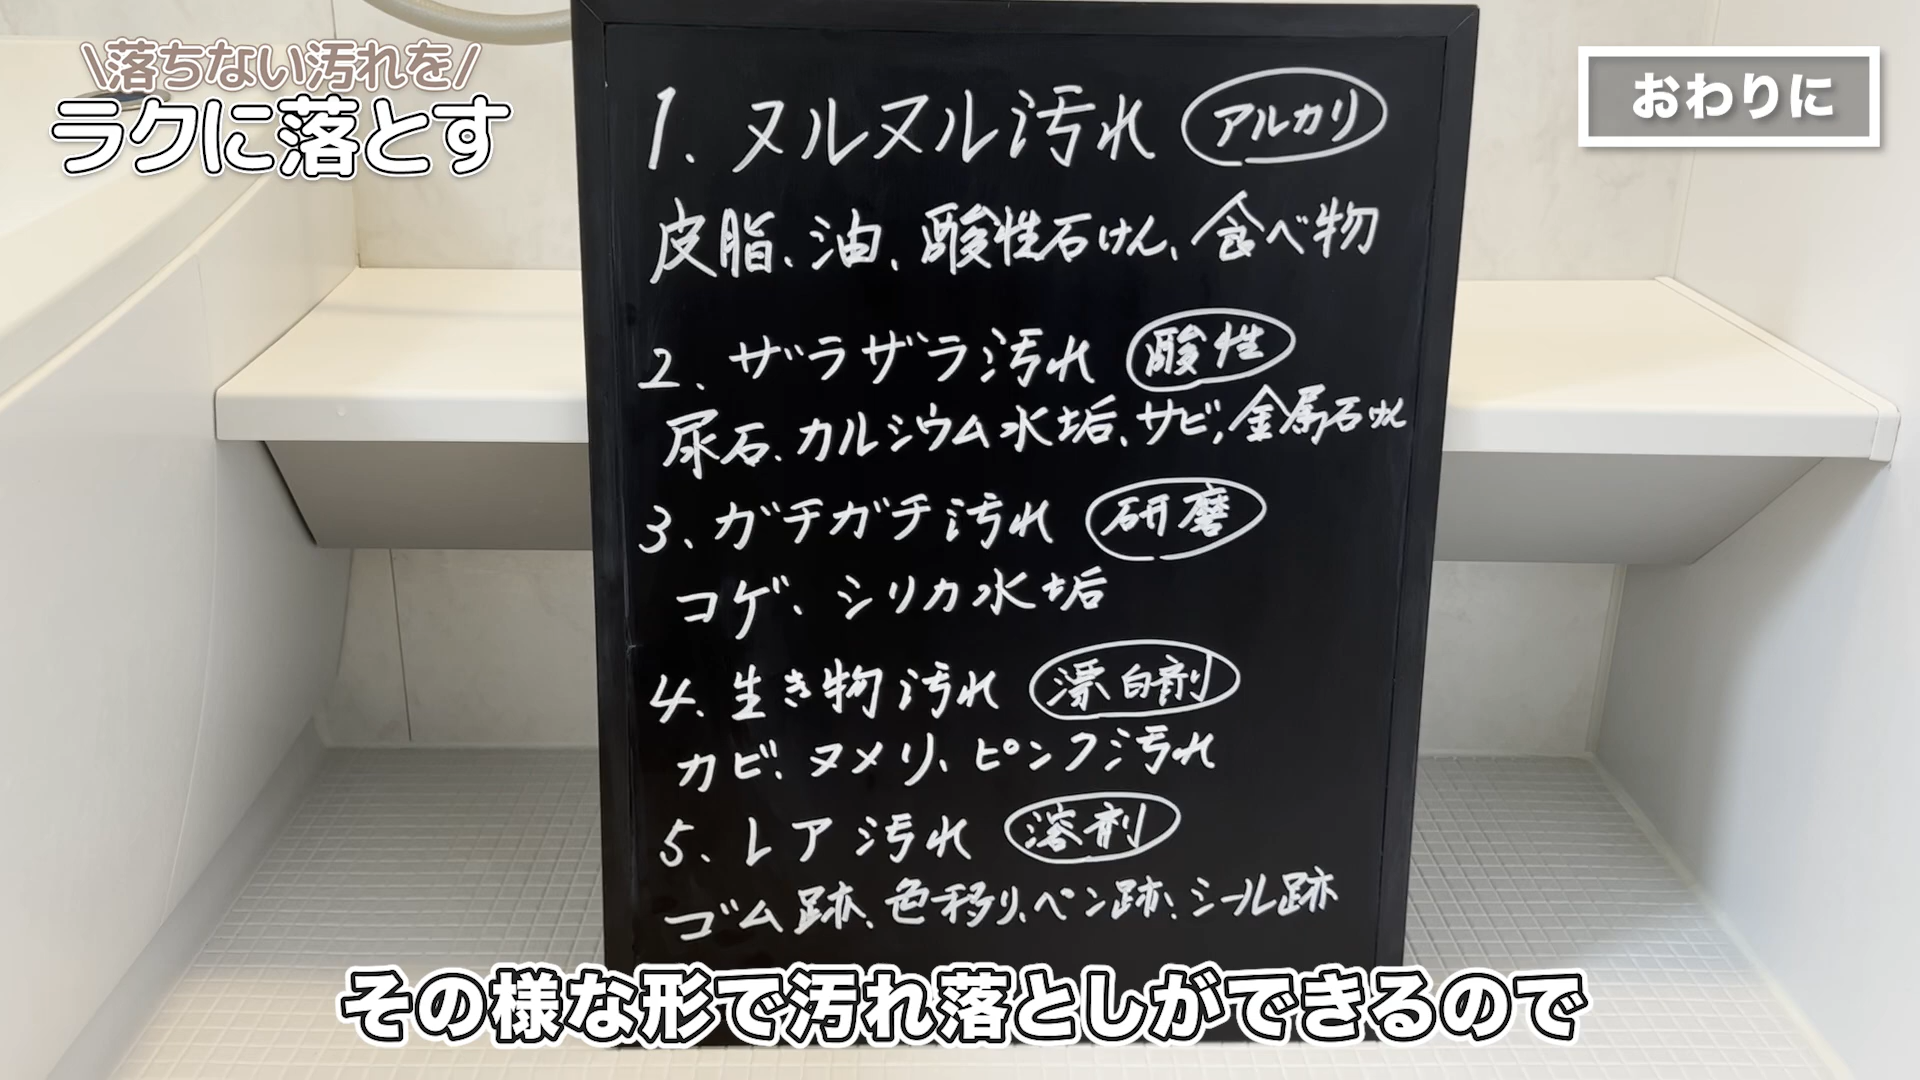 \落ちない汚れを/
ラクに落とす
おわりに
1. ヌルヌル汚れ アルカリ
皮脂、油、酸性石けん、食べ物
2. ザラザラ汚れ 酸性
尿石、カルシウム水垢、サビ、金属石けん
3、ガチガチ汚れ 研磨
コゲ、シリカ水垢
4. 生き物汚れ 漂白剤
カビ、ヌメリ、ピンク汚れ
5、レア汚れ 溶剤
ゴム跡、色移り、ペン跡、シール跡
その様な形で汚れ落としができるので